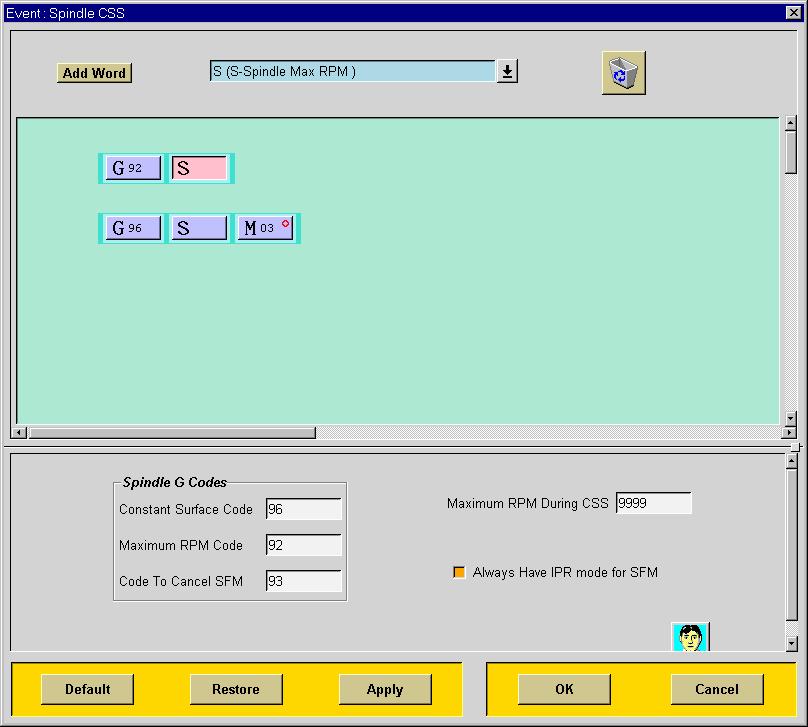 Event : Spindle CSS
Add Word
S (S-Spindle Max RPM )
G 92 S
G 96 S M 03
Spindle G Codes
Constant Surface Code 96
Maximum RPM Code 92
Code To Cancel SFM 93
Maximum RPM During CSS 9999
Always Have IPR mode for SFM
Default Restore Apply OK Cancel